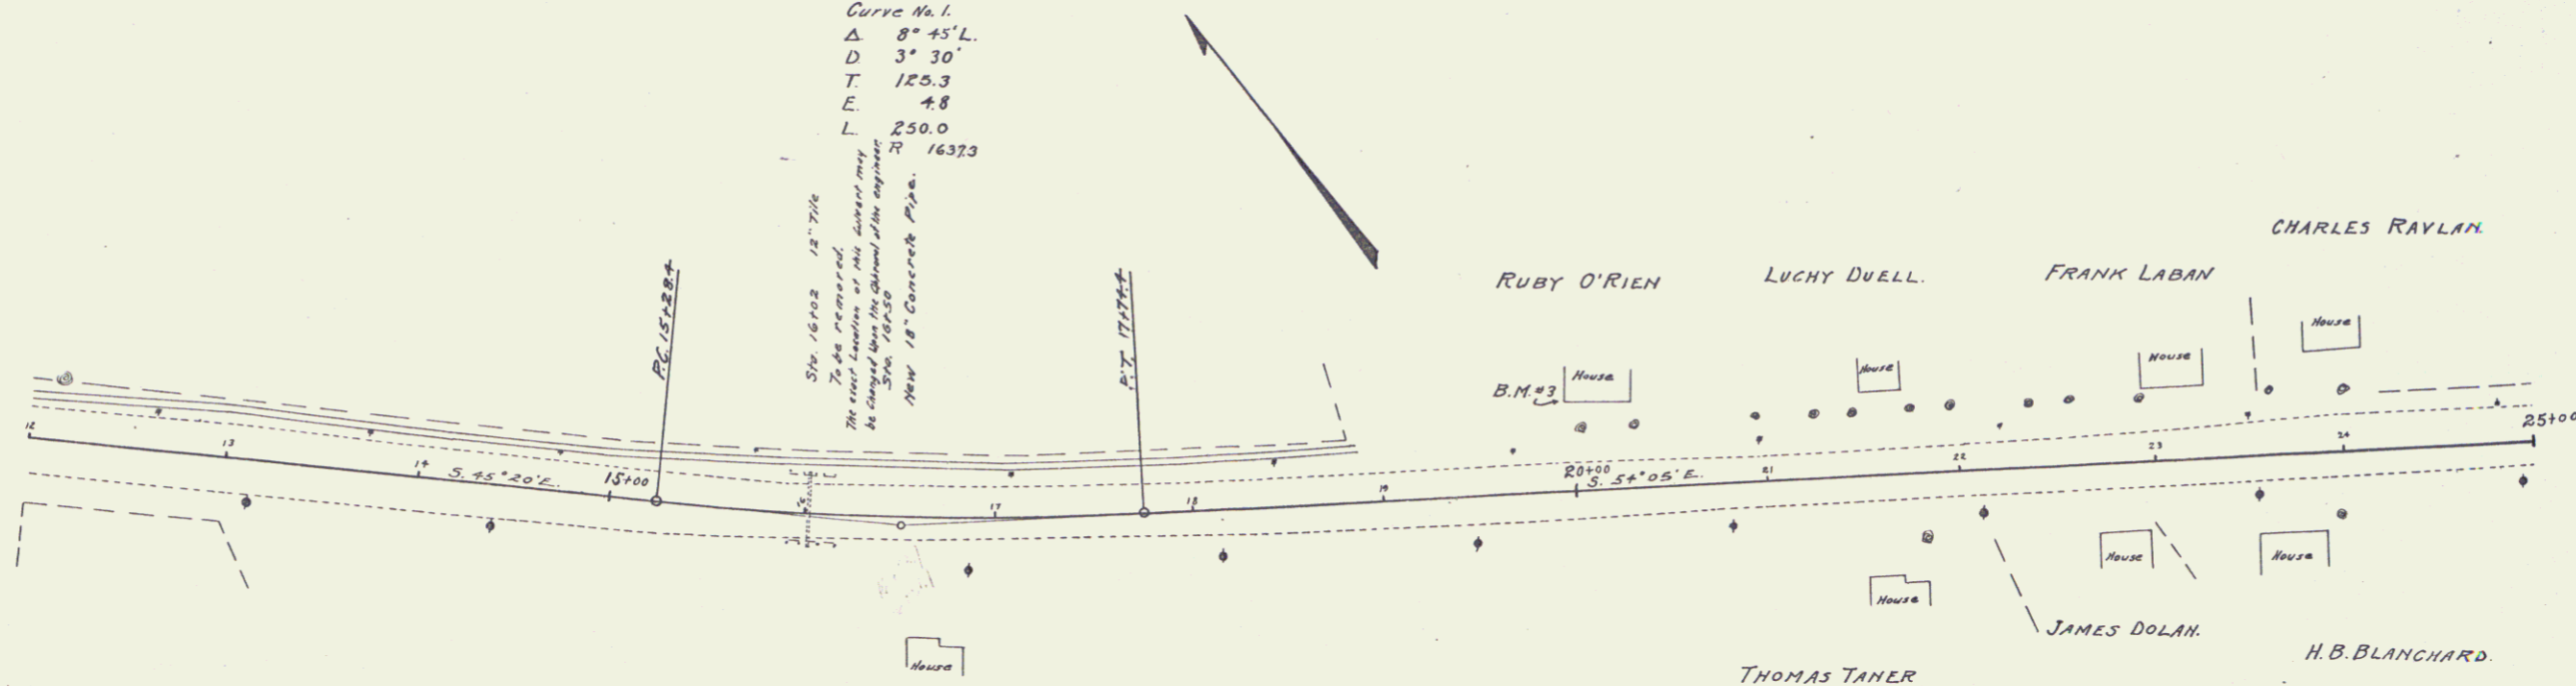 Curve No. 1.
Δ 8° 45' L.
D. 3° 30'
T. 125.3
E. 4.8
L. 250.0
R 1637.3
Sta. 16+02 12" Tile
To be removed.
The exact Location of this Culvert may
be changed upon the Approval of the engineer.
Sta. 16+50
New 18" Concrete Pipe.
P.C. 15+28.4
P.T. 17+78.4
CHARLES RAVLAN.
RUBY O'RIEN
LUCHY DUELL.
FRANK LABAN
House
House
House
House
B.M.#3
12
13
14
S. 45° 20' E.
15+00
16
17
18
19
20+00
S. 54° 05' E.
21
22
23
24
25+00
House
House
House
House
JAMES DOLAN.
H. B. BLANCHARD.
THOMAS TANER